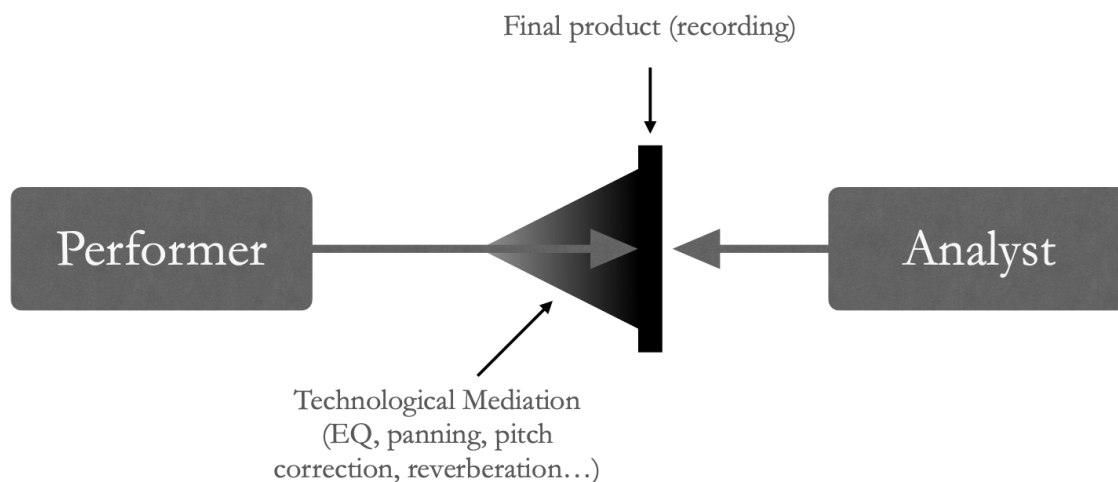 Final product (recording)
Performer
Analyst
Technological Mediation
(EQ, panning, pitch
correction, reverberation…)